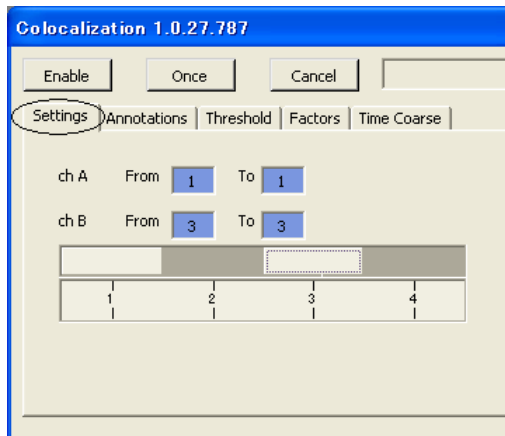 Colocalization 1.0.27.787
Enable Once Cancel
Settings Annotations Threshold Factors Time Coarse
ch A From 1 To 1
ch B From 3 To 3
1 2 3 4